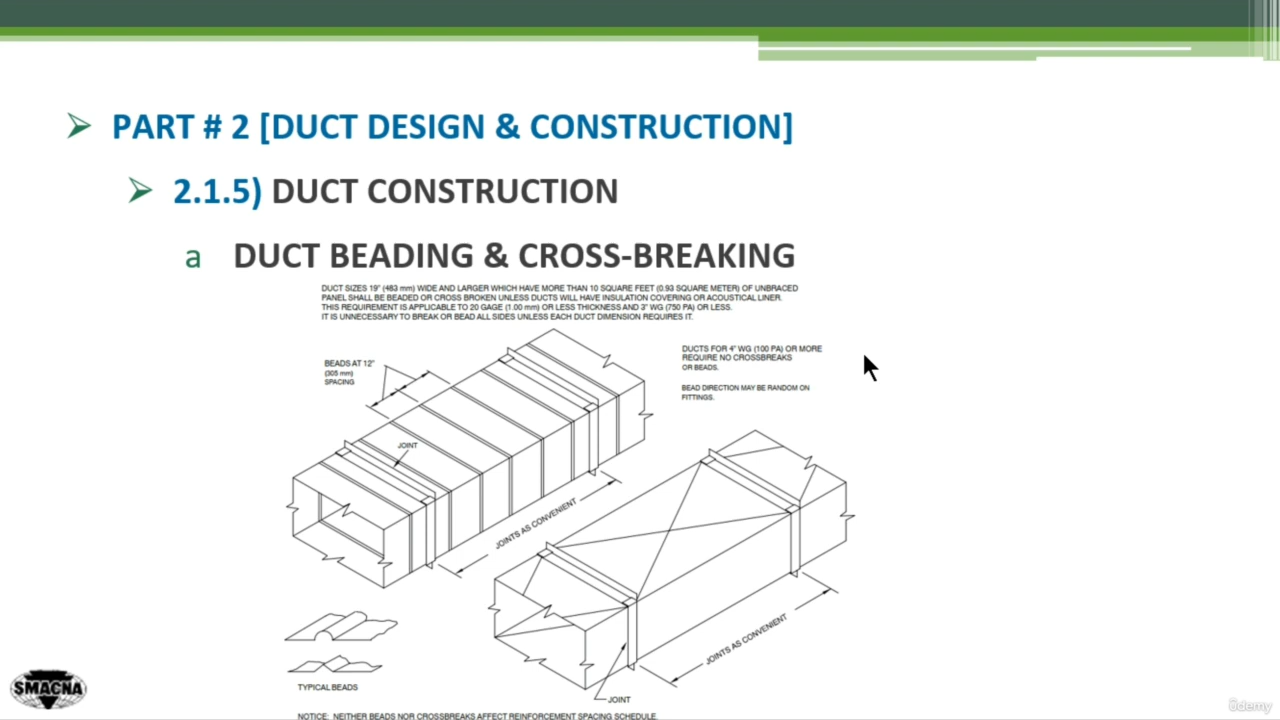 PART # 2 [DUCT DESIGN & CONSTRUCTION]
2.1.5) DUCT CONSTRUCTION
a DUCT BEADING & CROSS-BREAKING
DUCT SIZES 19" (483 mm) WIDE AND LARGER WHICH HAVE MORE THAN 10 SQUARE FEET (0.93 SQUARE METER) OF UNBRACED
PANEL SHALL BE BEADED OR CROSS BROKEN UNLESS DUCTS WILL HAVE INSULATION COVERING OR ACOUSTICAL LINER.
THIS REQUIREMENT IS APPLICABLE TO 20 GAGE (1.00 mm) OR LESS THICKNESS AND 3" WG (750 PA) OR LESS.
IT IS UNNECESSARY TO BREAK OR BEAD ALL SIDES UNLESS EACH DUCT DIMENSION REQUIRES IT.
DUCTS FOR 4" WG (100 PA) OR MORE
REQUIRE NO CROSSBREAKS
OR BEADS.
BEAD DIRECTION MAY BE RANDOM ON
FITTINGS.
BEADS AT 12"
(305 mm)
SPACING
JOINT
JOINTS AS CONVENIENT
JOINTS AS CONVENIENT
JOINT
TYPICAL BEADS
NOTICE: NEITHER BEADS NOR CROSSBREAKS AFFECT REINFORCEMENT SPACING SCHEDULE.
SMACNA
ûdemy